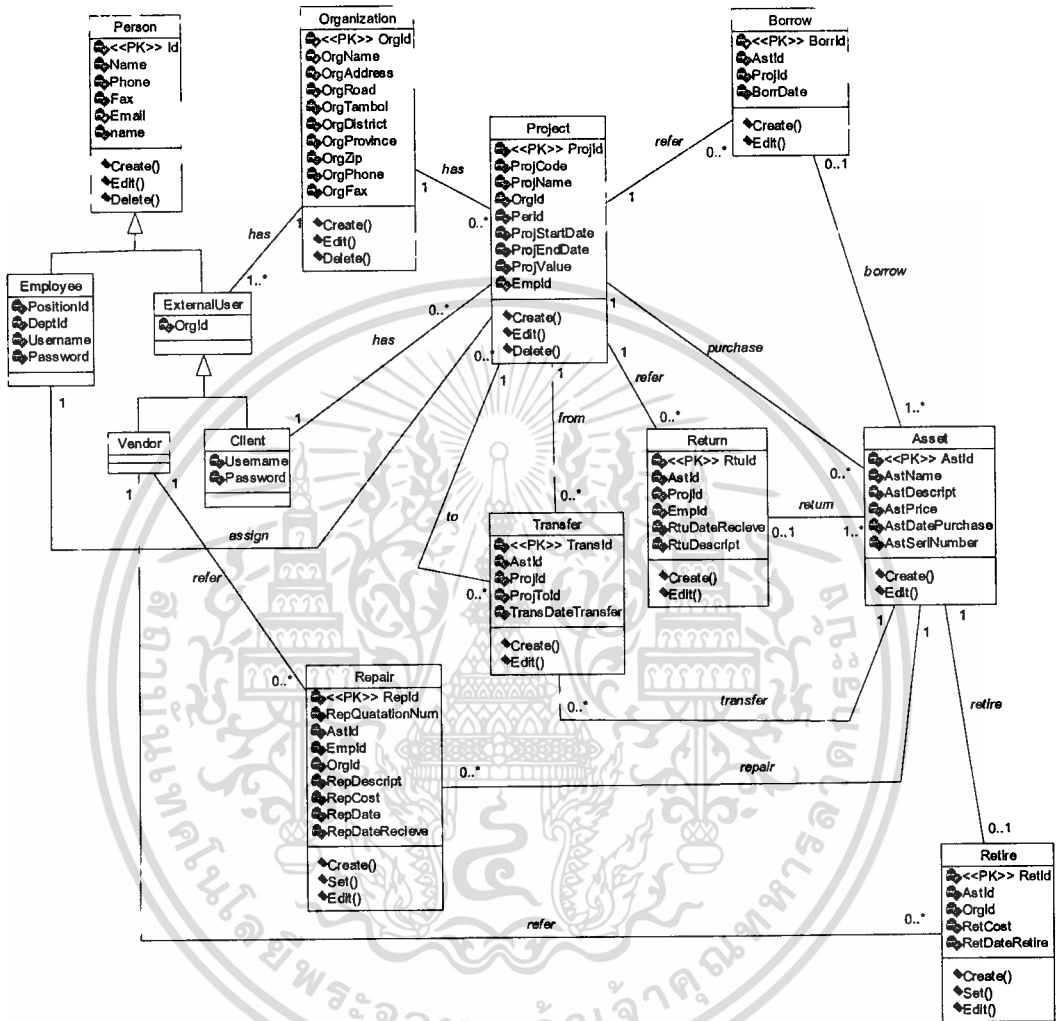 Person
<<PK>> Id
Name
Phone
Fax
Email
name
Create()
Edit()
Delete()
Organization
<<PK>> OrgId
OrgName
OrgAddress
OrgRoad
OrgTambol
OrgDistrict
OrgProvince
OrgZip
OrgPhone
OrgFax
Create()
Edit()
Delete()
Borrow
<<PK>> BorrId
AstId
ProjId
BorrDate
Create()
Edit()
Project
<<PK>> ProjId
ProjCode
ProjName
OrgId
PerId
ProjStartDate
ProjEndDate
ProjValue
EmpId
Create()
Edit()
Delete()
has
1
0..*
refer
0..*
1
0..1
borrow
1..*
has
1
1..*
Employee
PositionId
DeptId
Username
Password
1
ExternalUser
OrgId
Vendor
1
1
Client
Username
Password
0..*
has
1
0..*
assign
1
to
0..*
1
from
0..*
1
refer
0..*
1
purchase
0..*
Return
<<PK>> RtuId
AstId
ProjId
EmpId
RtuDateRecieve
RtuDescript
Create()
Edit()
return
0..1
1..*
Asset
<<PK>> AstId
AstName
AstDescript
AstPrice
AstDatePurchase
AstSerlNumber
Create()
Edit()
1
1
1
Transfer
<<PK>> TransId
AstId
ProjId
ProjToId
TransDateTransfer
Create()
Edit()
0..*
transfer
refer
0..*
Repair
<<PK>> RepId
RepQuatationNum
AstId
EmpId
OrgId
RepDescript
RepCost
RepDate
RepDateRecieve
Create()
Set()
Edit()
0..*
repair
retire
0..1
refer
0..*
Retire
<<PK>> RetId
AstId
OrgId
RetCost
RetDateRetire
Create()
Set()
Edit()